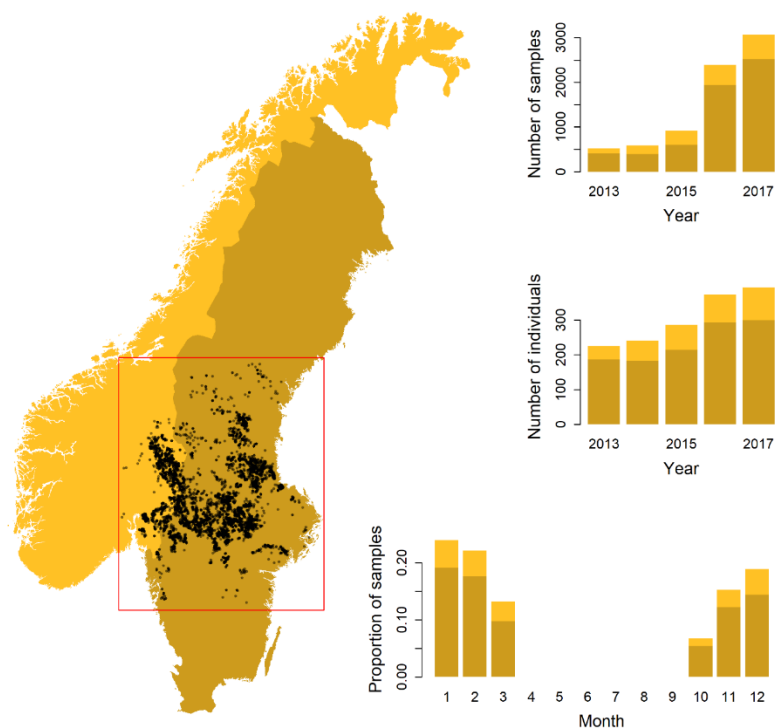 Number of samples
3000
2000
1000
0
2013 2015 2017
Year
Number of individuals
300
200
100
0
2013 2015 2017
Year
Proportion of samples
0.20
0.10
0.00
1 2 3 4 5 6 7 8 9 10 11 12
Month